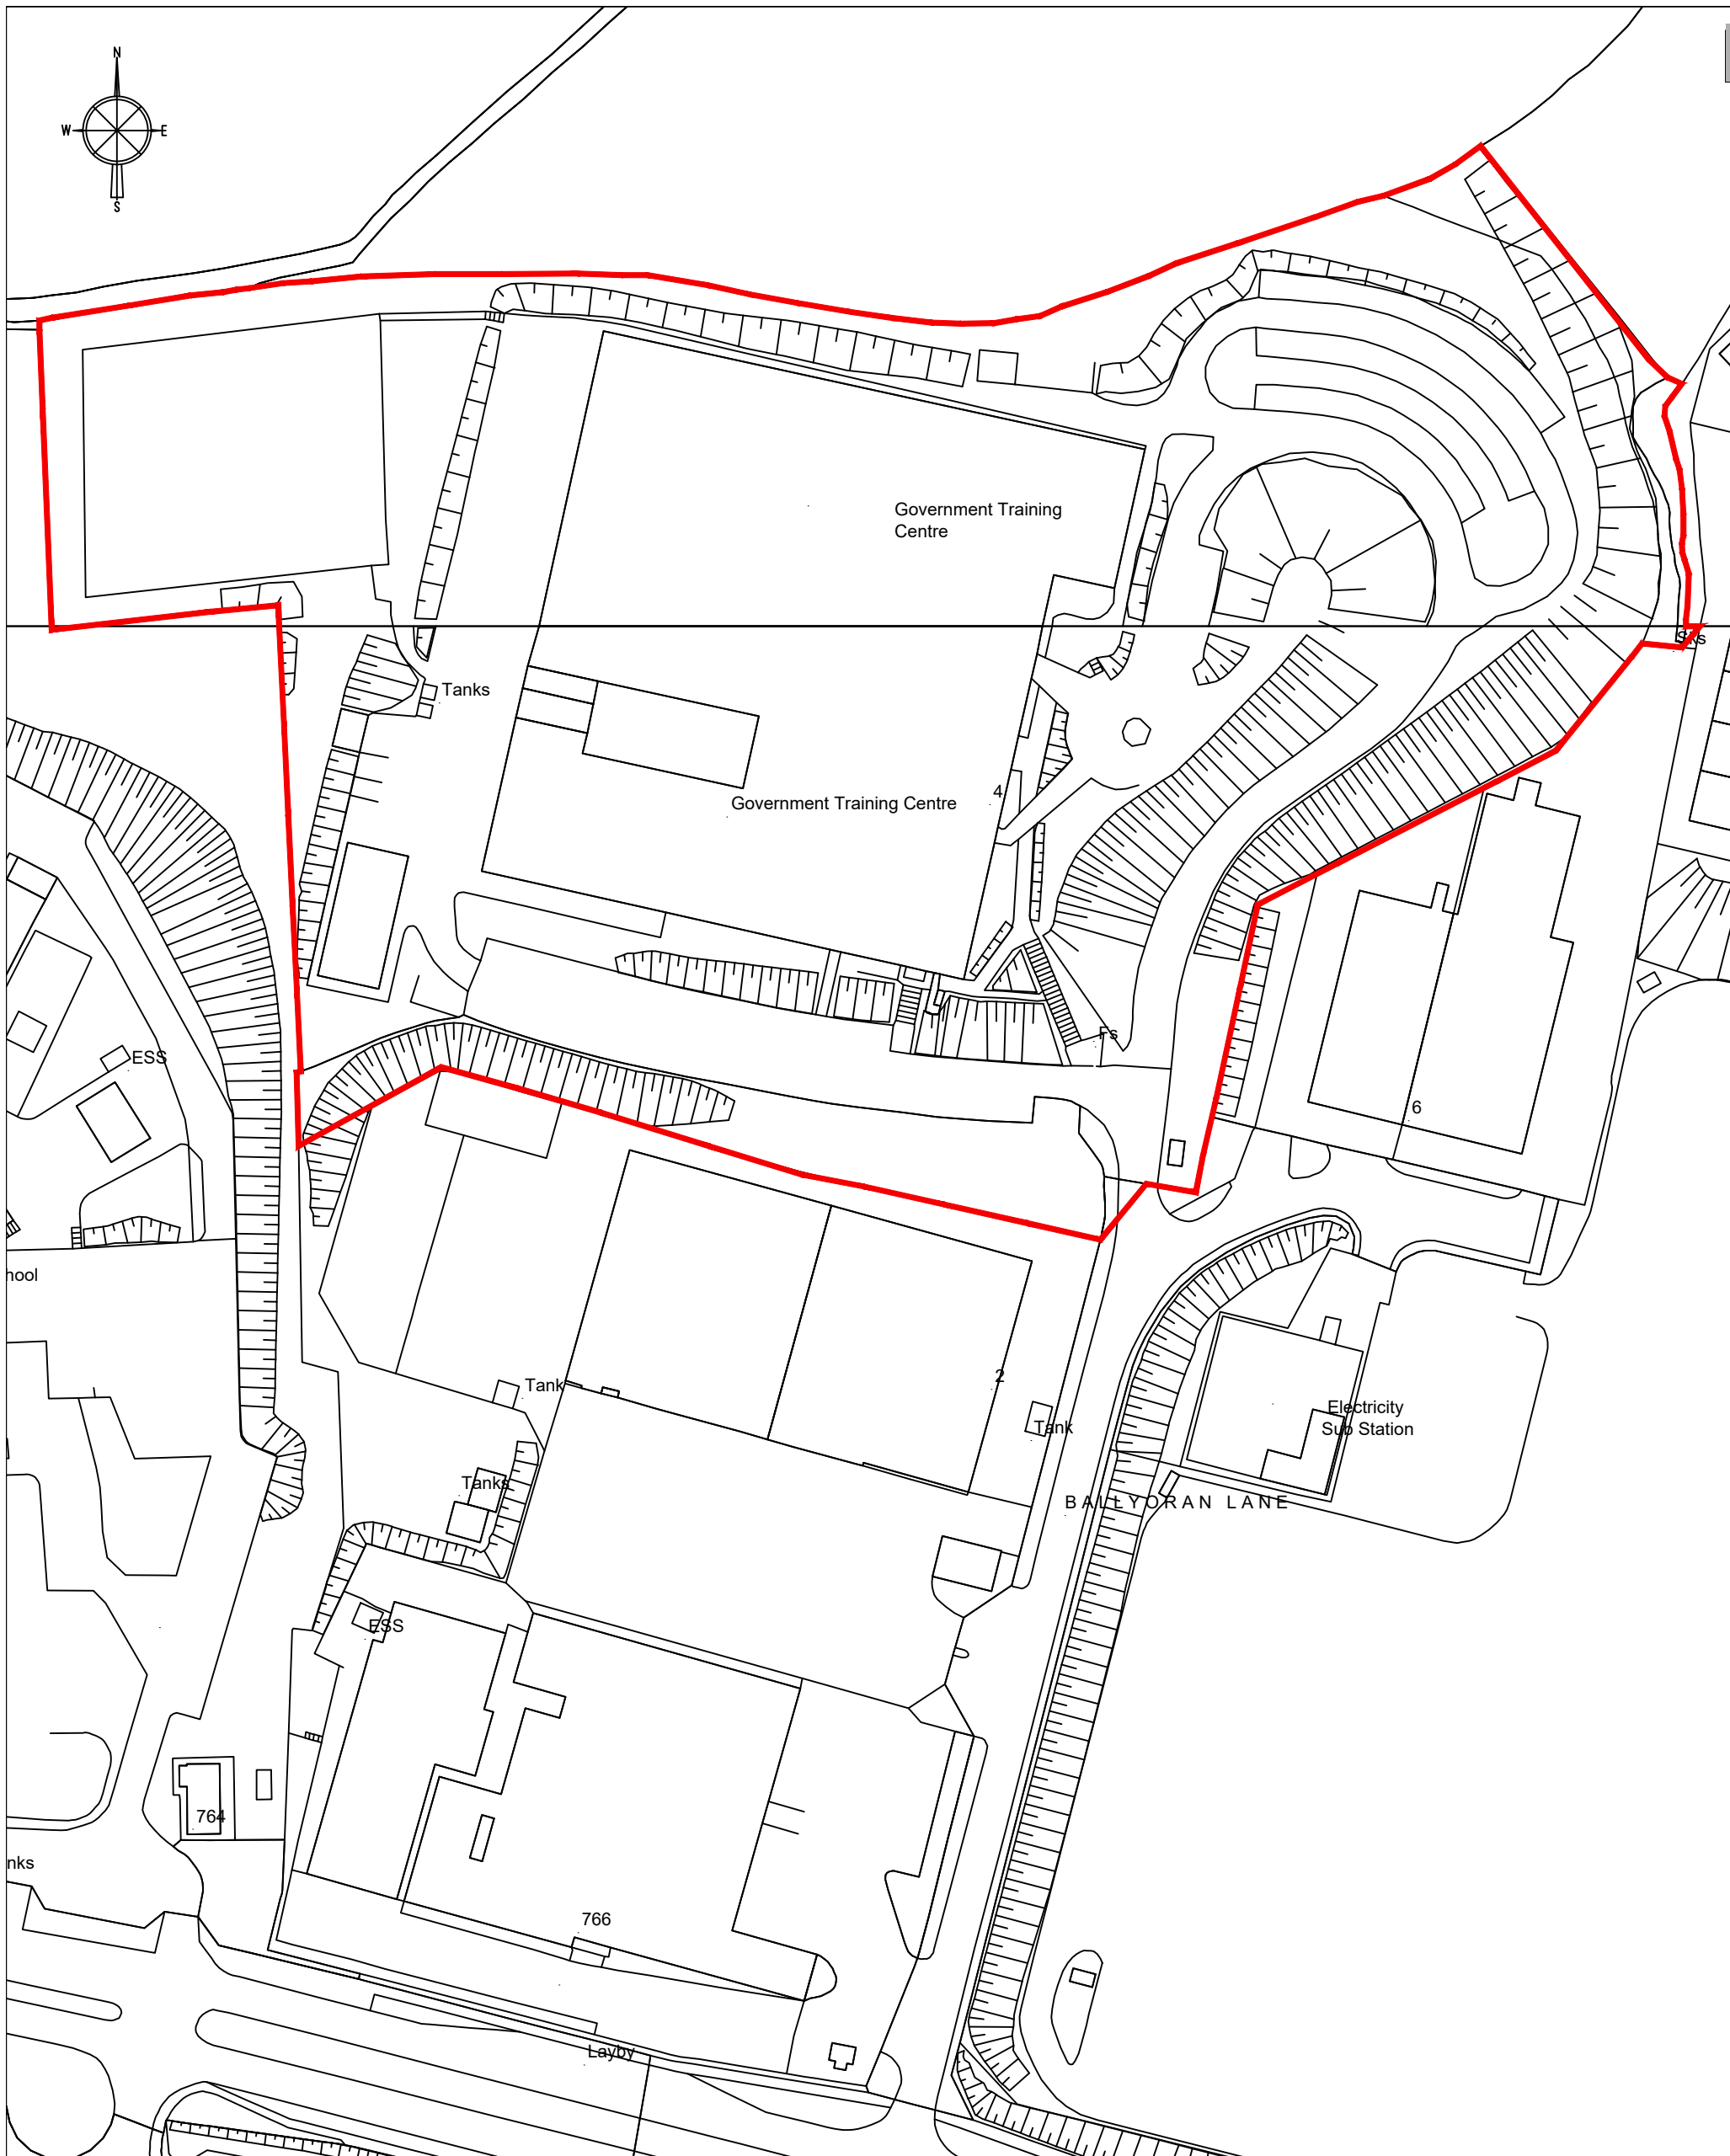 N
W E
S
Government Training
Centre
Sks
Tanks
4
Government Training Centre
Fs
ESS
6
hool
2
Tank
Electricity
Sub Station
Tank
Tanks
BALLYORAN LANE
ESS
764
nks
766
Layby